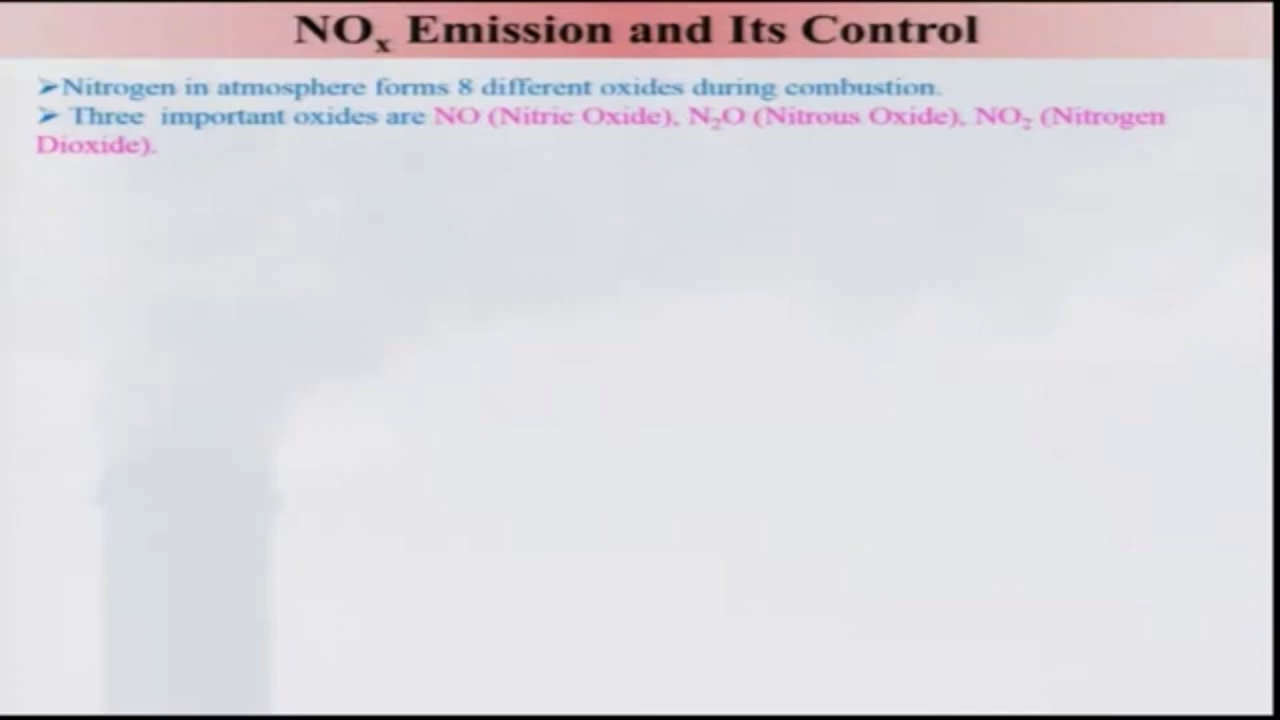 NOₓ Emission and Its Control
➢Nitrogen in atmosphere forms 8 different oxides during combustion.
➢ Three important oxides are NO (Nitric Oxide), N₂O (Nitrous Oxide), NO₂ (Nitrogen
Dioxide).